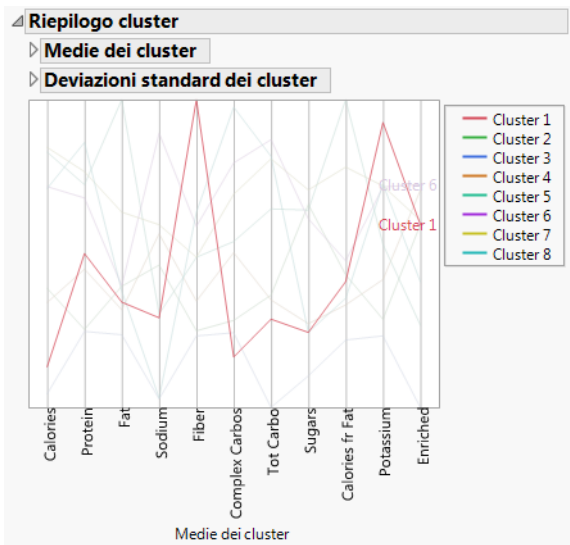 Riepilogo cluster
Medie dei cluster
Deviazioni standard dei cluster
Cluster 6
Cluster 1
Cluster 1
Cluster 2
Cluster 3
Cluster 4
Cluster 5
Cluster 6
Cluster 7
Cluster 8
Calories
Protein
Fat
Sodium
Fiber
Complex Carbos
Tot Carbo
Sugars
Calories fr Fat
Potassium
Enriched
Medie dei cluster